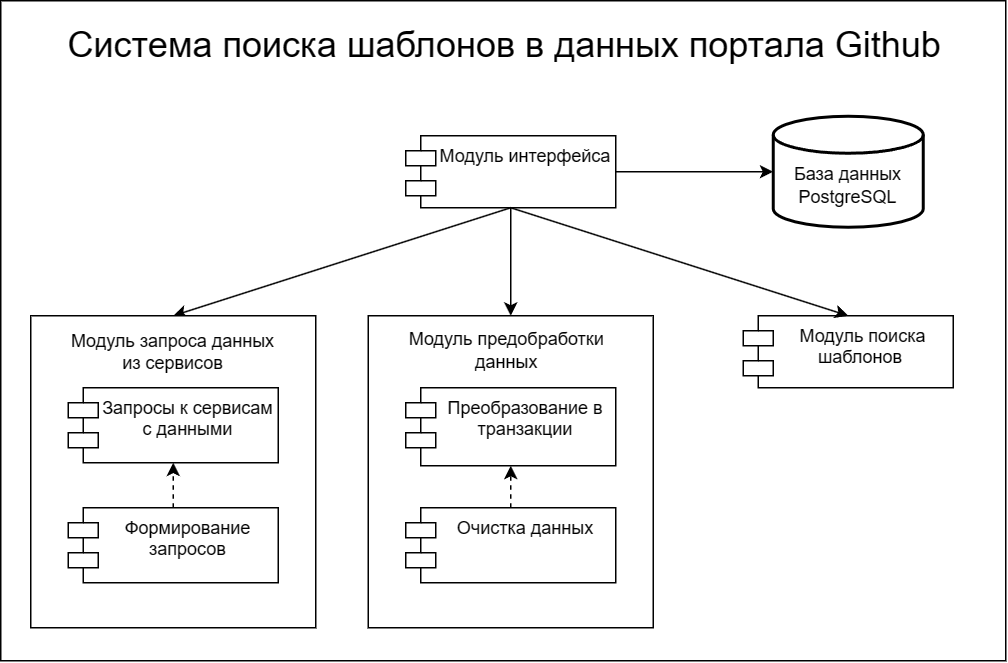 Система поиска шаблонов в данных портала Github
Модуль интерфейса
База данных
PostgreSQL
Модуль запроса данных
из сервисов
Запросы к сервисам
с данными
Формирование
запросов
Модуль предобработки
данных
Преобразование в
транзакции
Очистка данных
Модуль поиска
шаблонов